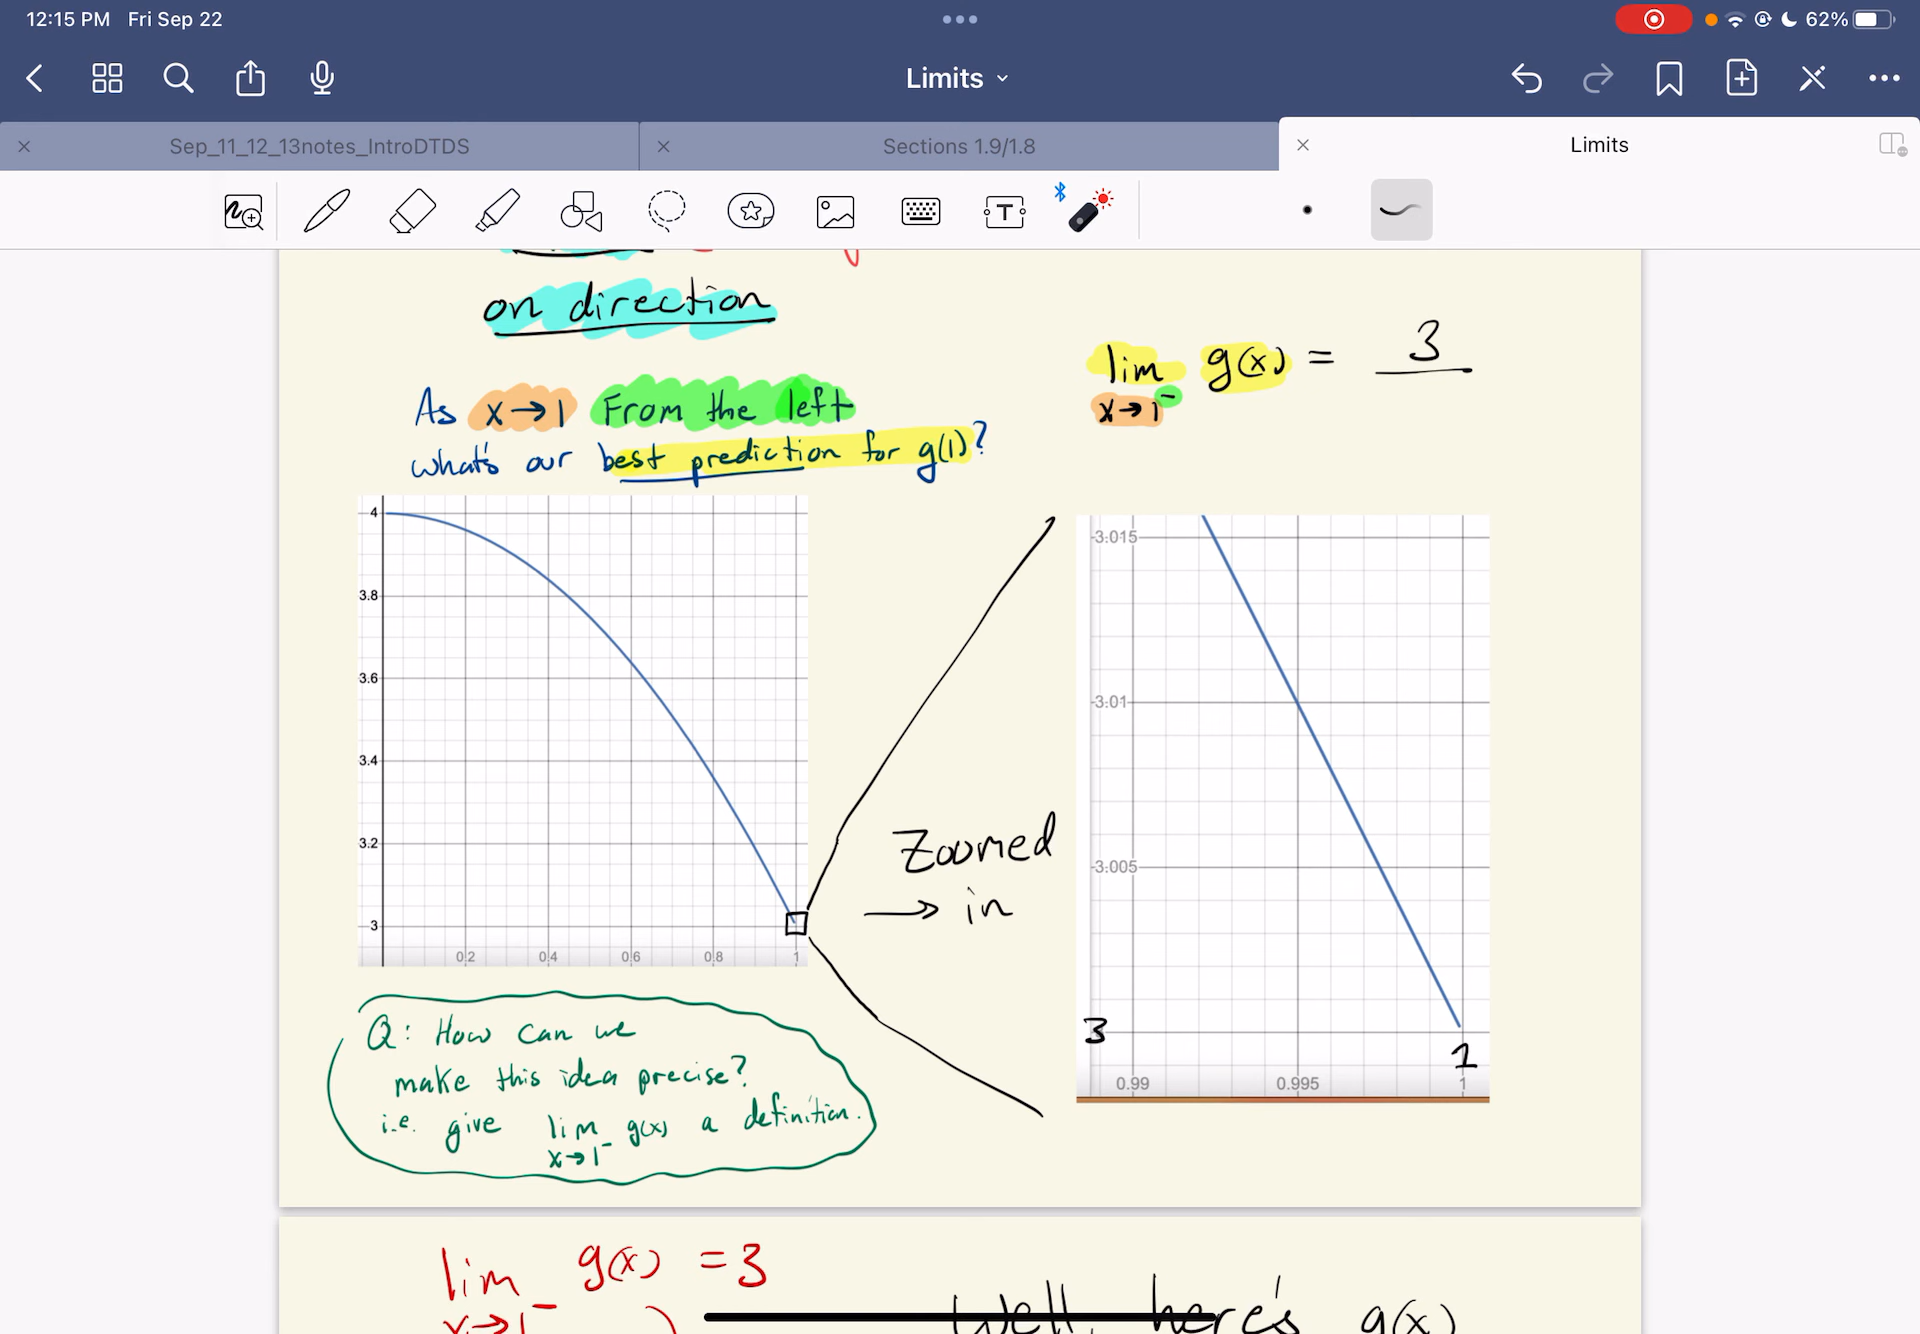 12:15 PM Fri Sep 22
62%
Limits
Sep_11_12_13notes_IntroDTDS
Sections 1.9/1.8
Limits
T
on direction
lim g(x) = 3
x→1⁻
As x→1 From the left
what's our best prediction for g(1)?
4
3.8
3.6
3.4
3.2
3
0.2 0.4 0.6 0.8 1
Zoomed
→ in
3.015
3.01
3.005
3
1
0.99 0.995 1
Q: How can we
make this idea precise?
i.e. give lim g(x) a definition.
x→1⁻
lim g(x) = 3
x→1⁻
Well, here's g(x)